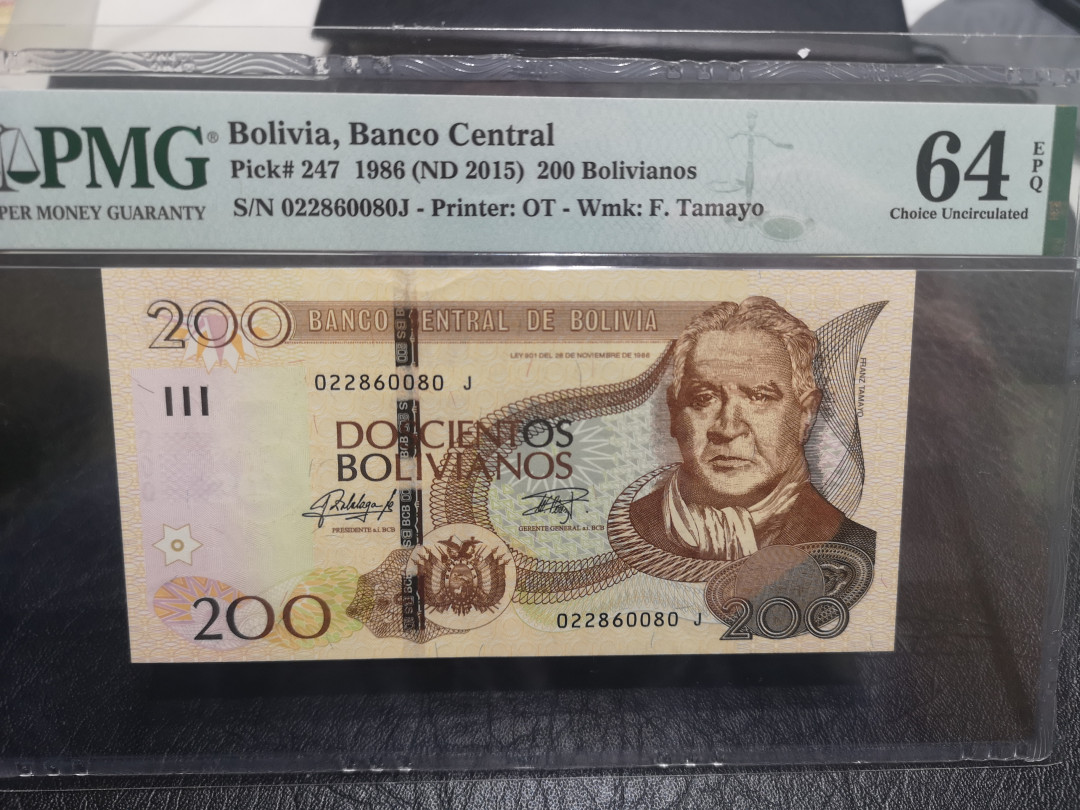 PMG®
PER MONEY GUARANTY
Bolivia, Banco Central
Pick# 247 1986 (ND 2015) 200 Bolivianos
S/N 022860080J - Printer: OT - Wmk: F. Tamayo
64
EPQ
Choice Uncirculated
200
BANCO ENTRAL DE BOLIVIA
LEY 901 DEL 28 DE NOVIEMBRE DE 1986
022860080 J
III
DOSCIENTOS
BOLIVIANOS
FRANZ TAMAYO
PRESIDENTE a.i. BCB
GERENTE GENERAL a.i. BCB
200
022860080 J
200